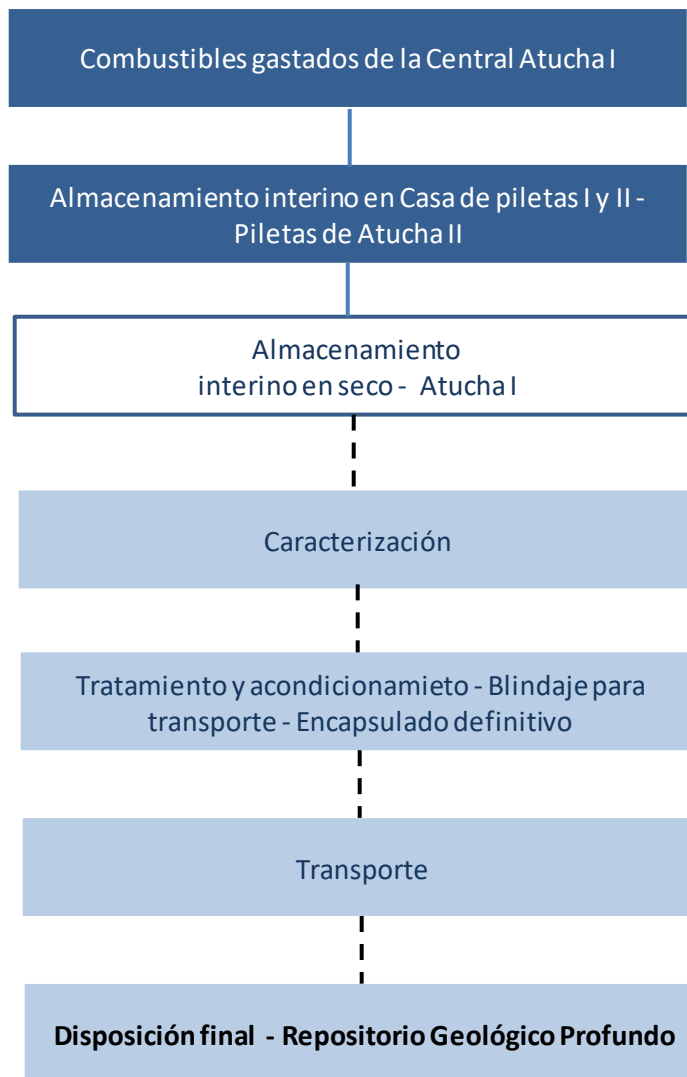 Combustibles gastados de la Central Atucha I
Almacenamiento interino en Casa de piletas I y II -
Piletas de Atucha II
Almacenamiento
interino en seco - Atucha I
Caracterización
Tratamiento y acondicionamieto - Blindaje para
transporte - Encapsulado definitivo
Transporte
Disposición final - Repositorio Geológico Profundo